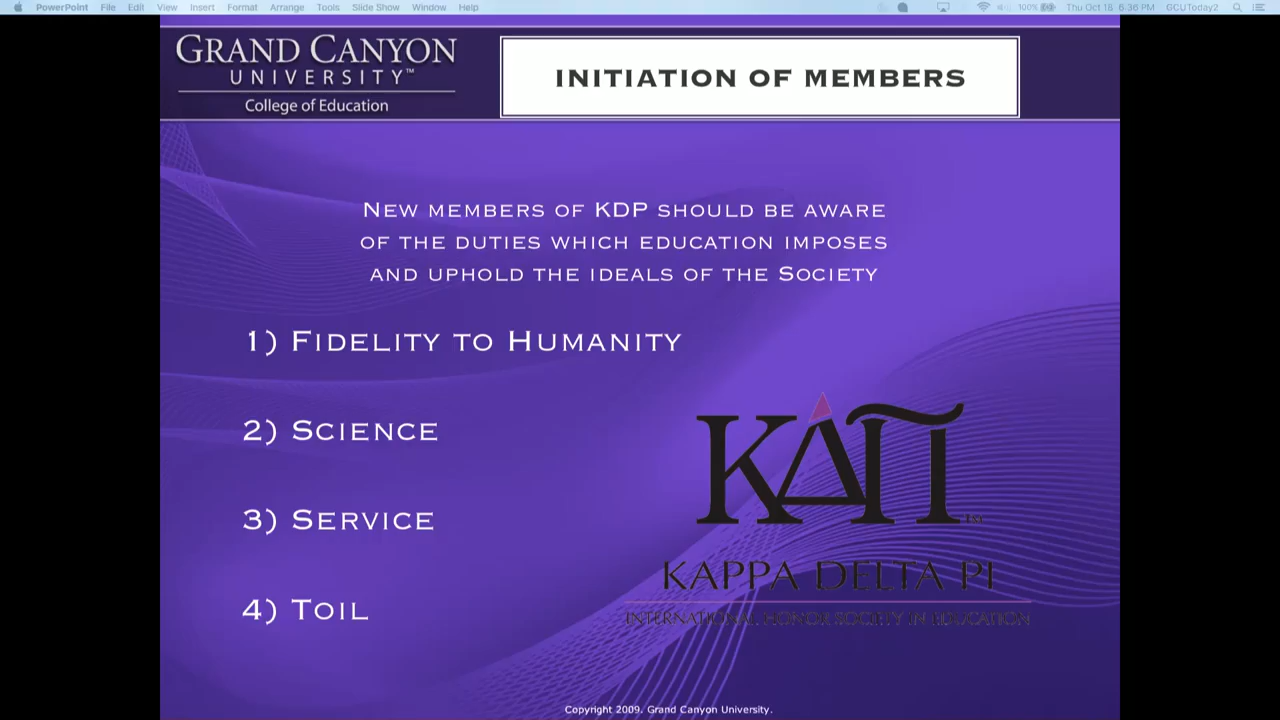 PowerPoint File Edit View Insert Format Arrange Tools Slide Show Window Help 100% Thu Oct 18 6:36 PM GCUToday2
GRAND CANYON
UNIVERSITY™
College of Education
INITIATION OF MEMBERS
NEW MEMBERS OF KDP SHOULD BE AWARE
OF THE DUTIES WHICH EDUCATION IMPOSES
AND UPHOLD THE IDEALS OF THE SOCIETY
1) FIDELITY TO HUMANITY
2) SCIENCE
3) SERVICE
4) TOIL
ΚΔΠ™
KAPPA DELTA PI
INTERNATIONAL HONOR SOCIETY IN EDUCATION
Copyright 2009. Grand Canyon University.